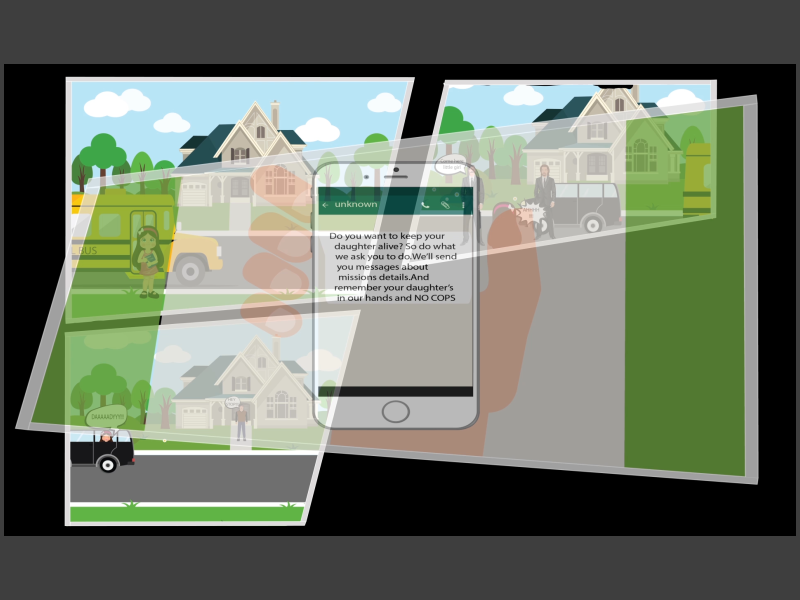 BUS
unknown
Do you want to keep your
daughter alive? So do what
we ask you to do.We'll send
you messages about
missions details.And
remember your daughter's
in our hands and NO COPS
DAAAAADYYYY